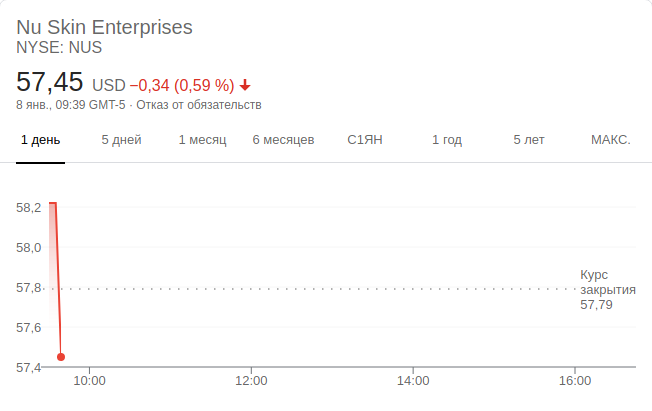 Nu Skin Enterprises
NYSE: NUS
57,45 USD −0,34 (0,59 %)
8 янв., 09:39 GMT-5 · Отказ от обязательств
1 день 5 дней 1 месяц 6 месяцев С1ЯН 1 год 5 лет МАКС.
58,2
58,0
57,8
57,6
57,4
Курс
закрытия
57,79
10:00 12:00 14:00 16:00